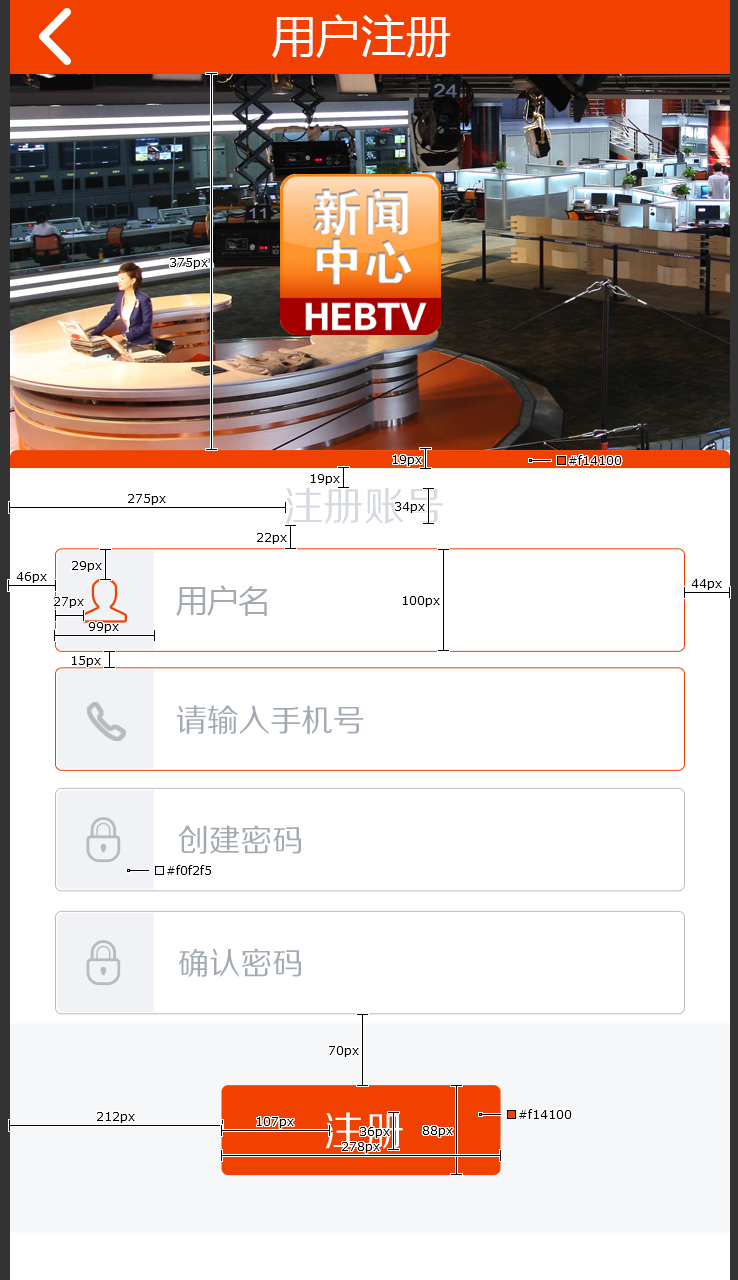 用户注册
24
11
新闻
中心
HEBTV
375px
19px
#f14100
19px
275px
注册账号
34px
22px
46px
29px
27px
99px
用户名
100px
44px
15px
请输入手机号
创建密码
#f0f2f5
确认密码
70px
212px
107px
注册
36px
278px
88px
#f14100